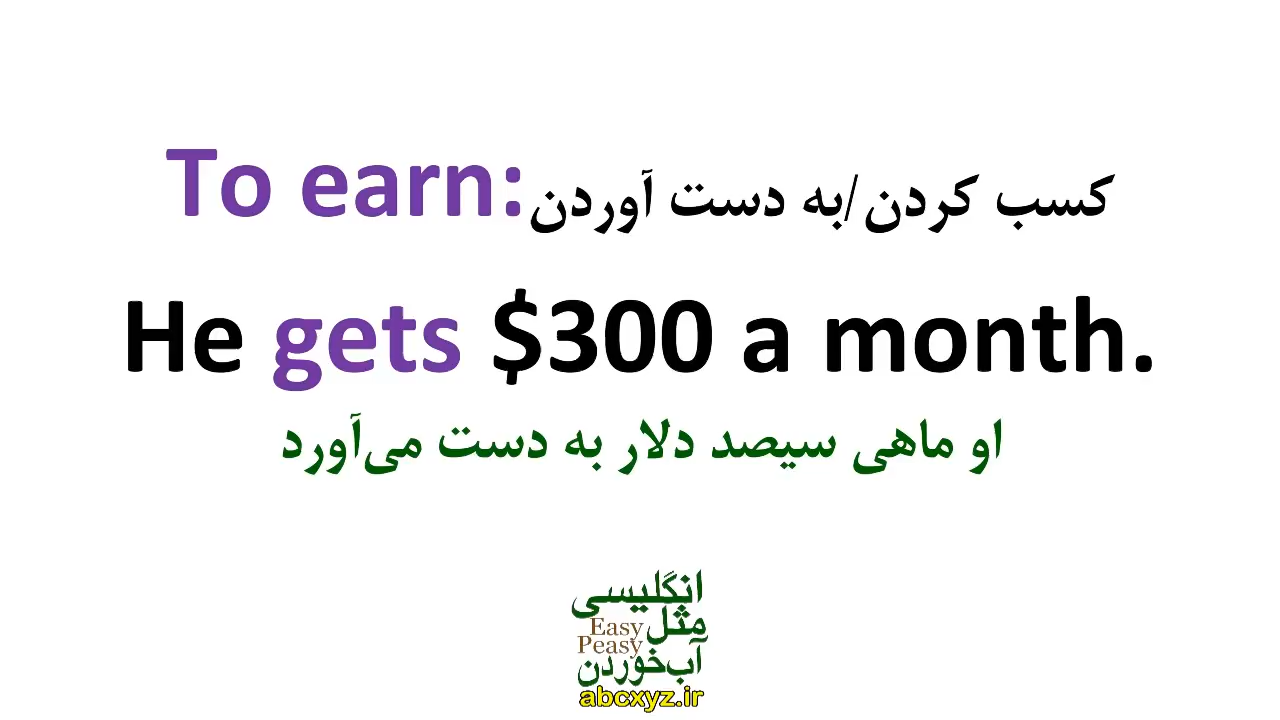 To earn: کسب کردن/به دست آوردن
He gets $300 a month.
او ماهی سیصد دلار به دست می‌آورد
انگلیسی
مثل
Easy
Peasy
آب‌خوردن
abcxyz.ir